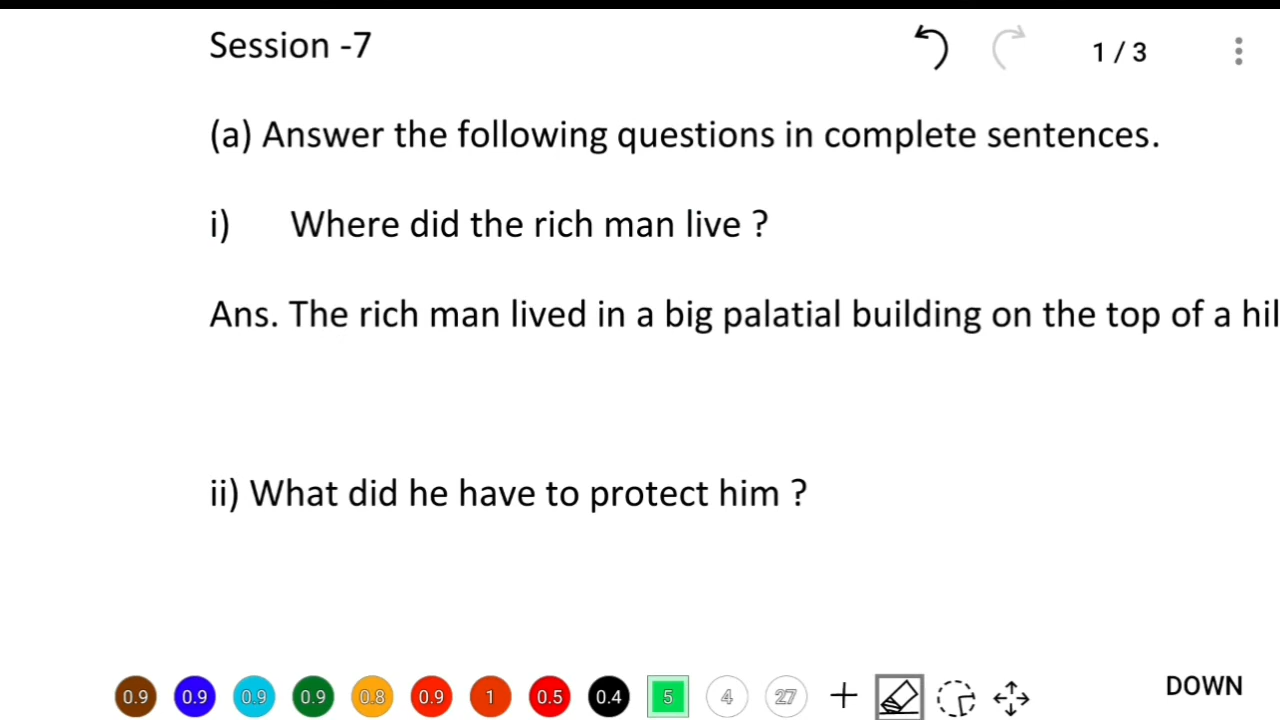 Session -7
1 / 3
(a) Answer the following questions in complete sentences.
i) Where did the rich man live ?
Ans. The rich man lived in a big palatial building on the top of a hil
ii) What did he have to protect him ?
0.9 0.9 0.9 0.9 0.8 0.9 1 0.5 0.4 5 4 27 +
DOWN